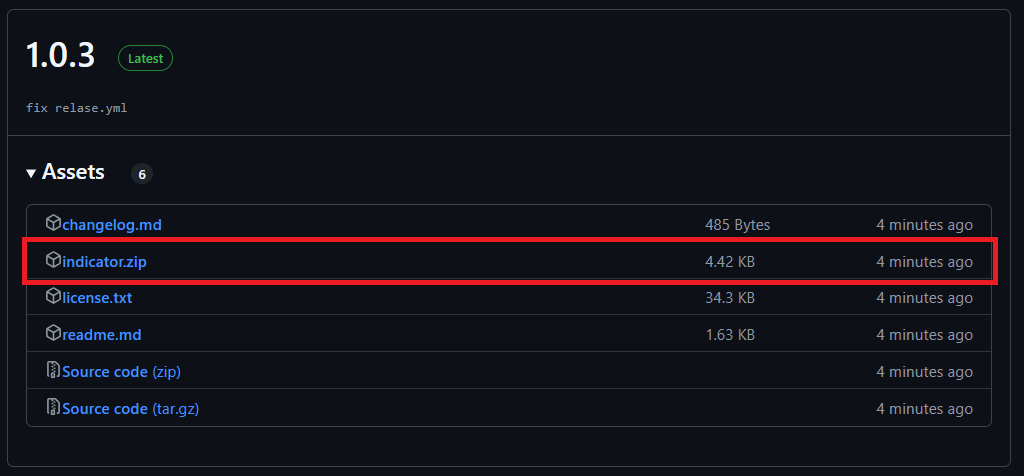 1.0.3 Latest
fix relase.yml
Assets 6
changelog.md 485 Bytes 4 minutes ago
indicator.zip 4.42 KB 4 minutes ago
license.txt 34.3 KB 4 minutes ago
readme.md 1.63 KB 4 minutes ago
Source code (zip) 4 minutes ago
Source code (tar.gz) 4 minutes ago